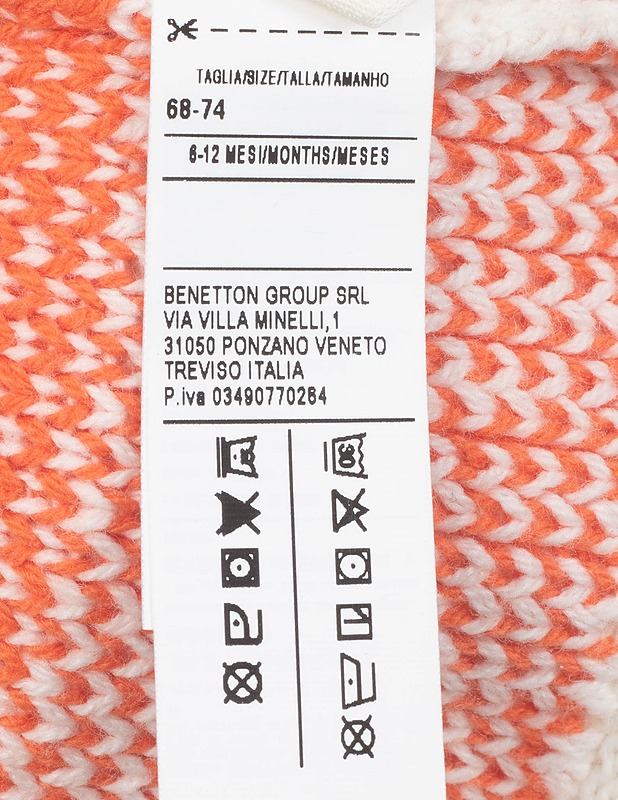 TAGLIA/SIZE/TALLA/TAMANHO
68-74
6-12 MESI/MONTHS/MESES
BENETTON GROUP SRL
VIA VILLA MINELLI,1
31050 PONZANO VENETO
TREVISO ITALIA
P.iva 03490770264
30